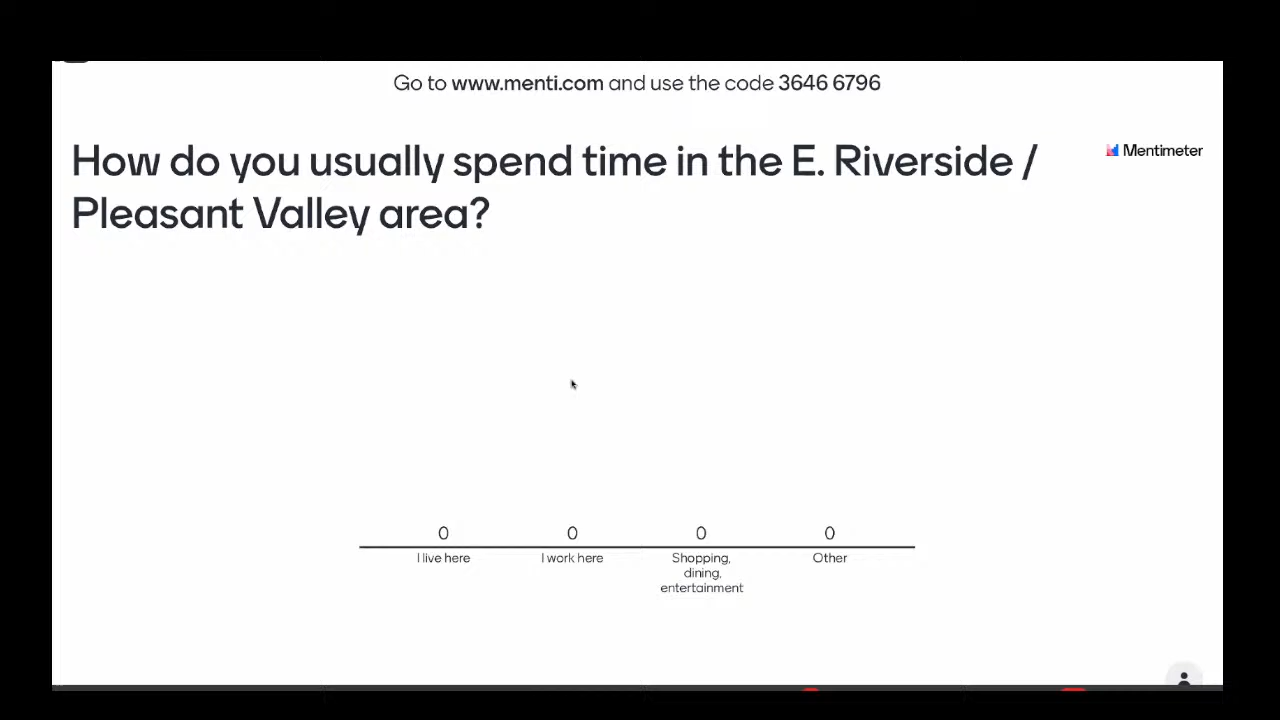 Go to www.menti.com and use the code 3646 6796
How do you usually spend time in the E. Riverside /
Pleasant Valley area?
Mentimeter
0 0 0 0
I live here I work here Shopping, Other
dining,
entertainment